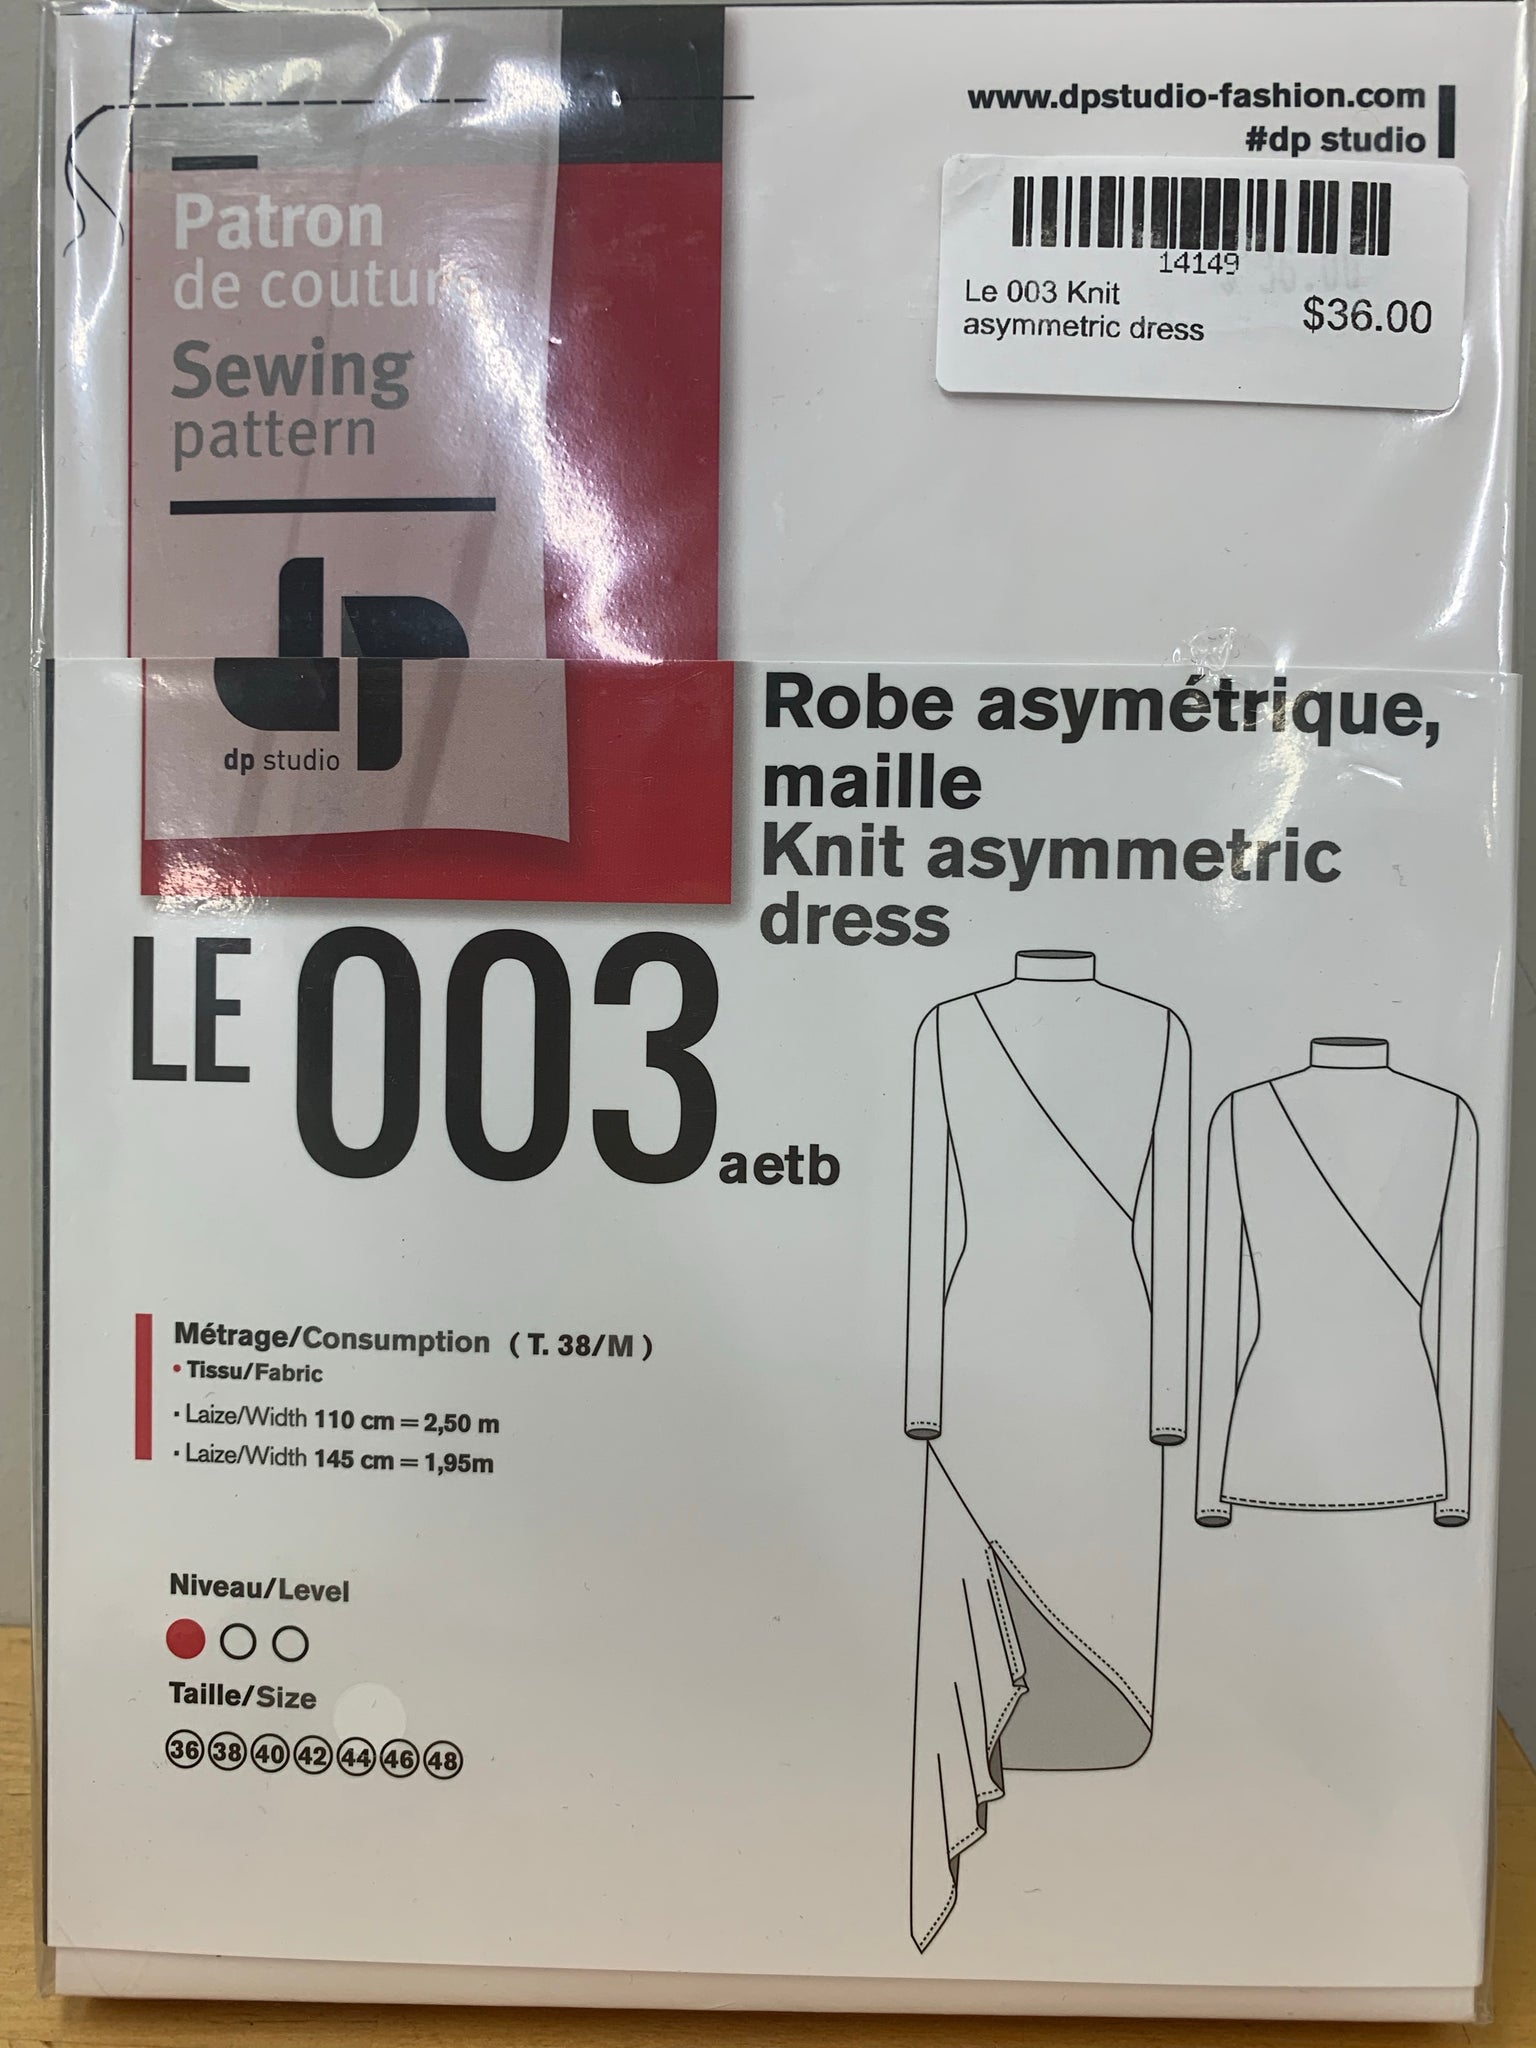 www.dpstudio-fashion.com
#dp studio
14149
Le 003 Knit
asymmetric dress
$36.00
Patron
de couture
Sewing
pattern
dp
dp studio
Robe asymétrique,
maille
Knit asymmetric
dress
LE 003 aetb
Métrage/Consumption ( T. 38/M )
• Tissu/Fabric
· Laize/Width 110 cm = 2,50 m
· Laize/Width 145 cm = 1,95m
Niveau/Level
Taille/Size
36 38 40 42 44 46 48